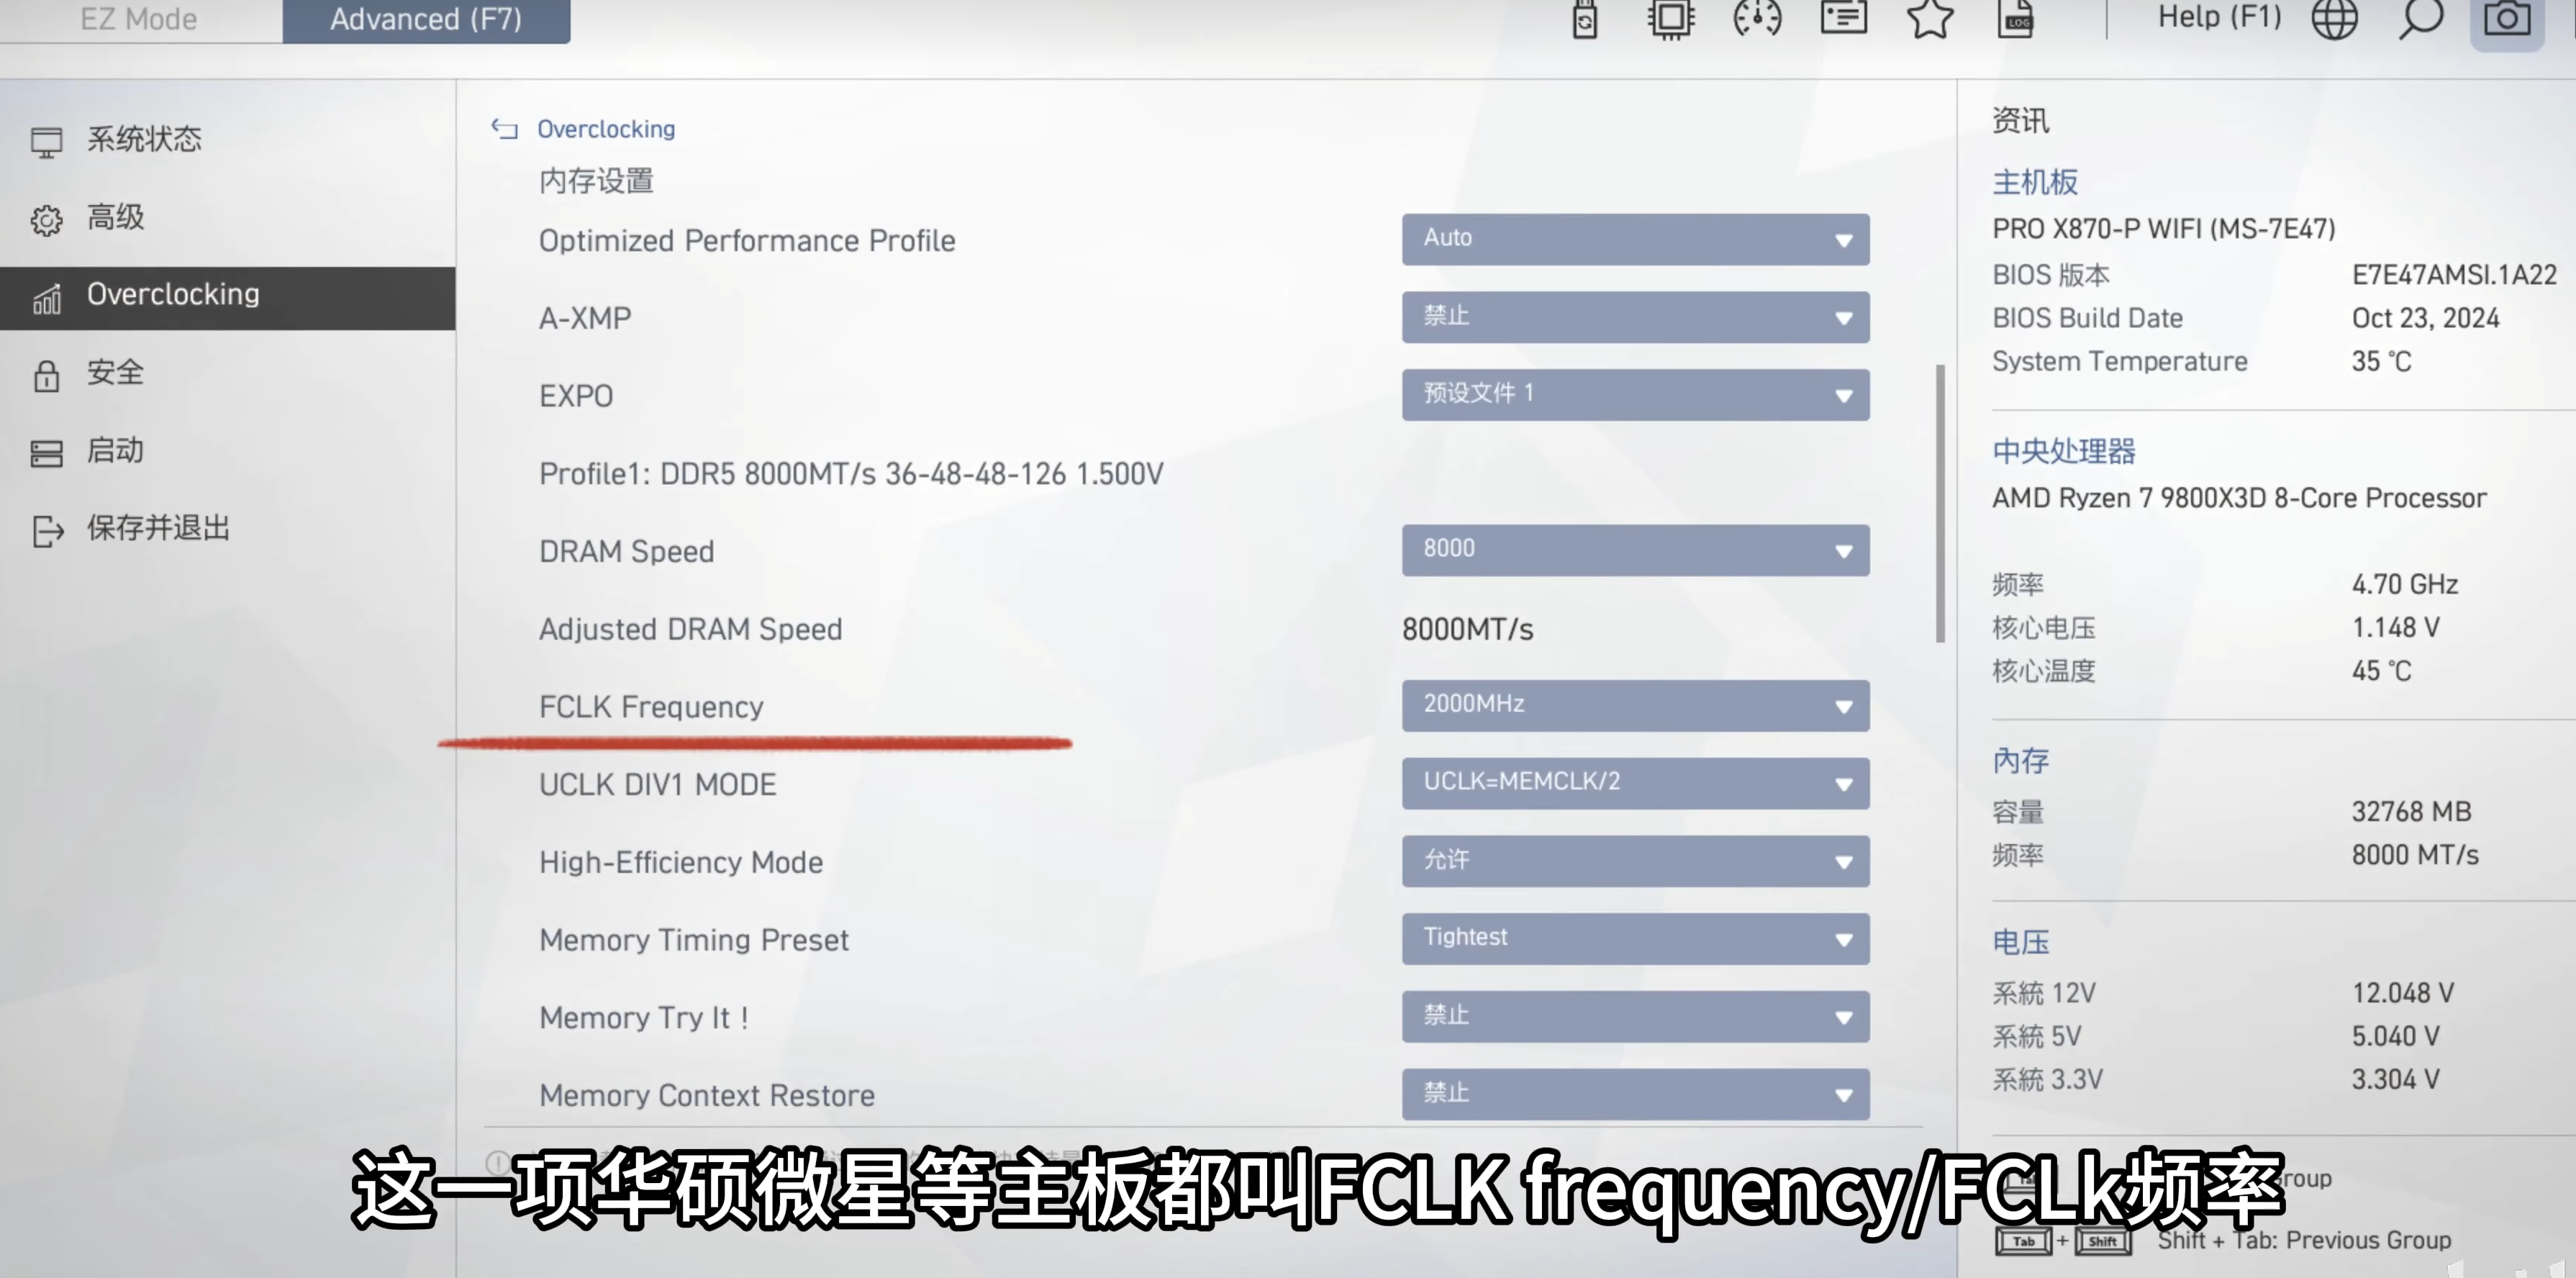 EZ Mode
Advanced (F7)
LOG
Help (F1)
系统状态
高级
Overclocking
安全
启动
保存并退出
Overclocking
内存设置
Optimized Performance Profile
Auto
A-XMP
禁止
EXPO
预设文件 1
Profile1: DDR5 8000MT/s 36-48-48-126 1.500V
DRAM Speed
8000
Adjusted DRAM Speed
8000MT/s
FCLK Frequency
2000MHz
UCLK DIV1 MODE
UCLK=MEMCLK/2
High-Efficiency Mode
允许
Memory Timing Preset
Tightest
Memory Try It !
禁止
Memory Context Restore
禁止
资讯
主机板
PRO X870-P WIFI (MS-7E47)
BIOS 版本 E7E47AMSI.1A22
BIOS Build Date Oct 23, 2024
System Temperature 35 ℃
中央处理器
AMD Ryzen 7 9800X3D 8-Core Processor
频率 4.70 GHz
核心电压 1.148 V
核心温度 45 ℃
內存
容量 32768 MB
频率 8000 MT/s
电压
系統 12V 12.048 V
系統 5V 5.040 V
系統 3.3V 3.304 V
这一项华硕微星等主板都叫FCLK frequency/FCLk频率
Tab + Shift Shift + Tab: Previous Group